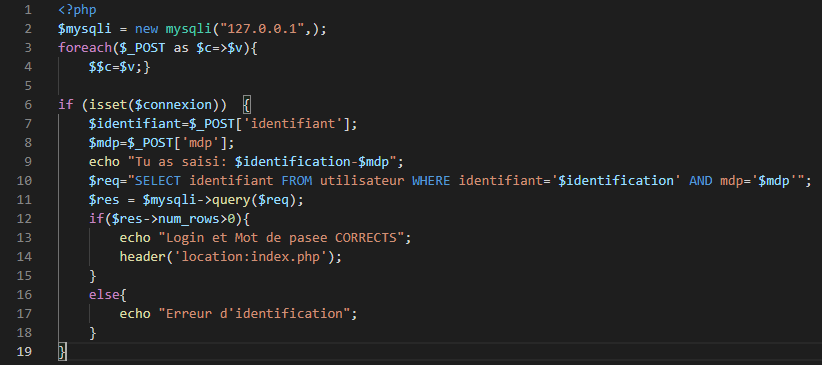 1 <?php
2 $mysqli = new mysqli("127.0.0.1",);
3 foreach($_POST as $c=>$v){
4 $$c=$v;}
5
6 if (isset($connexion)) {
7 $identifiant=$_POST['identifiant'];
8 $mdp=$_POST['mdp'];
9 echo "Tu as saisi: $identification-$mdp";
10 $req="SELECT identifiant FROM utilisateur WHERE identifiant='$identification' AND mdp='$mdp'";
11 $res = $mysqli->query($req);
12 if($res->num_rows>0){
13 echo "Login et Mot de pasee CORRECTS";
14 header('location:index.php');
15 }
16 else{
17 echo "Erreur d'identification";
18 }
19 }